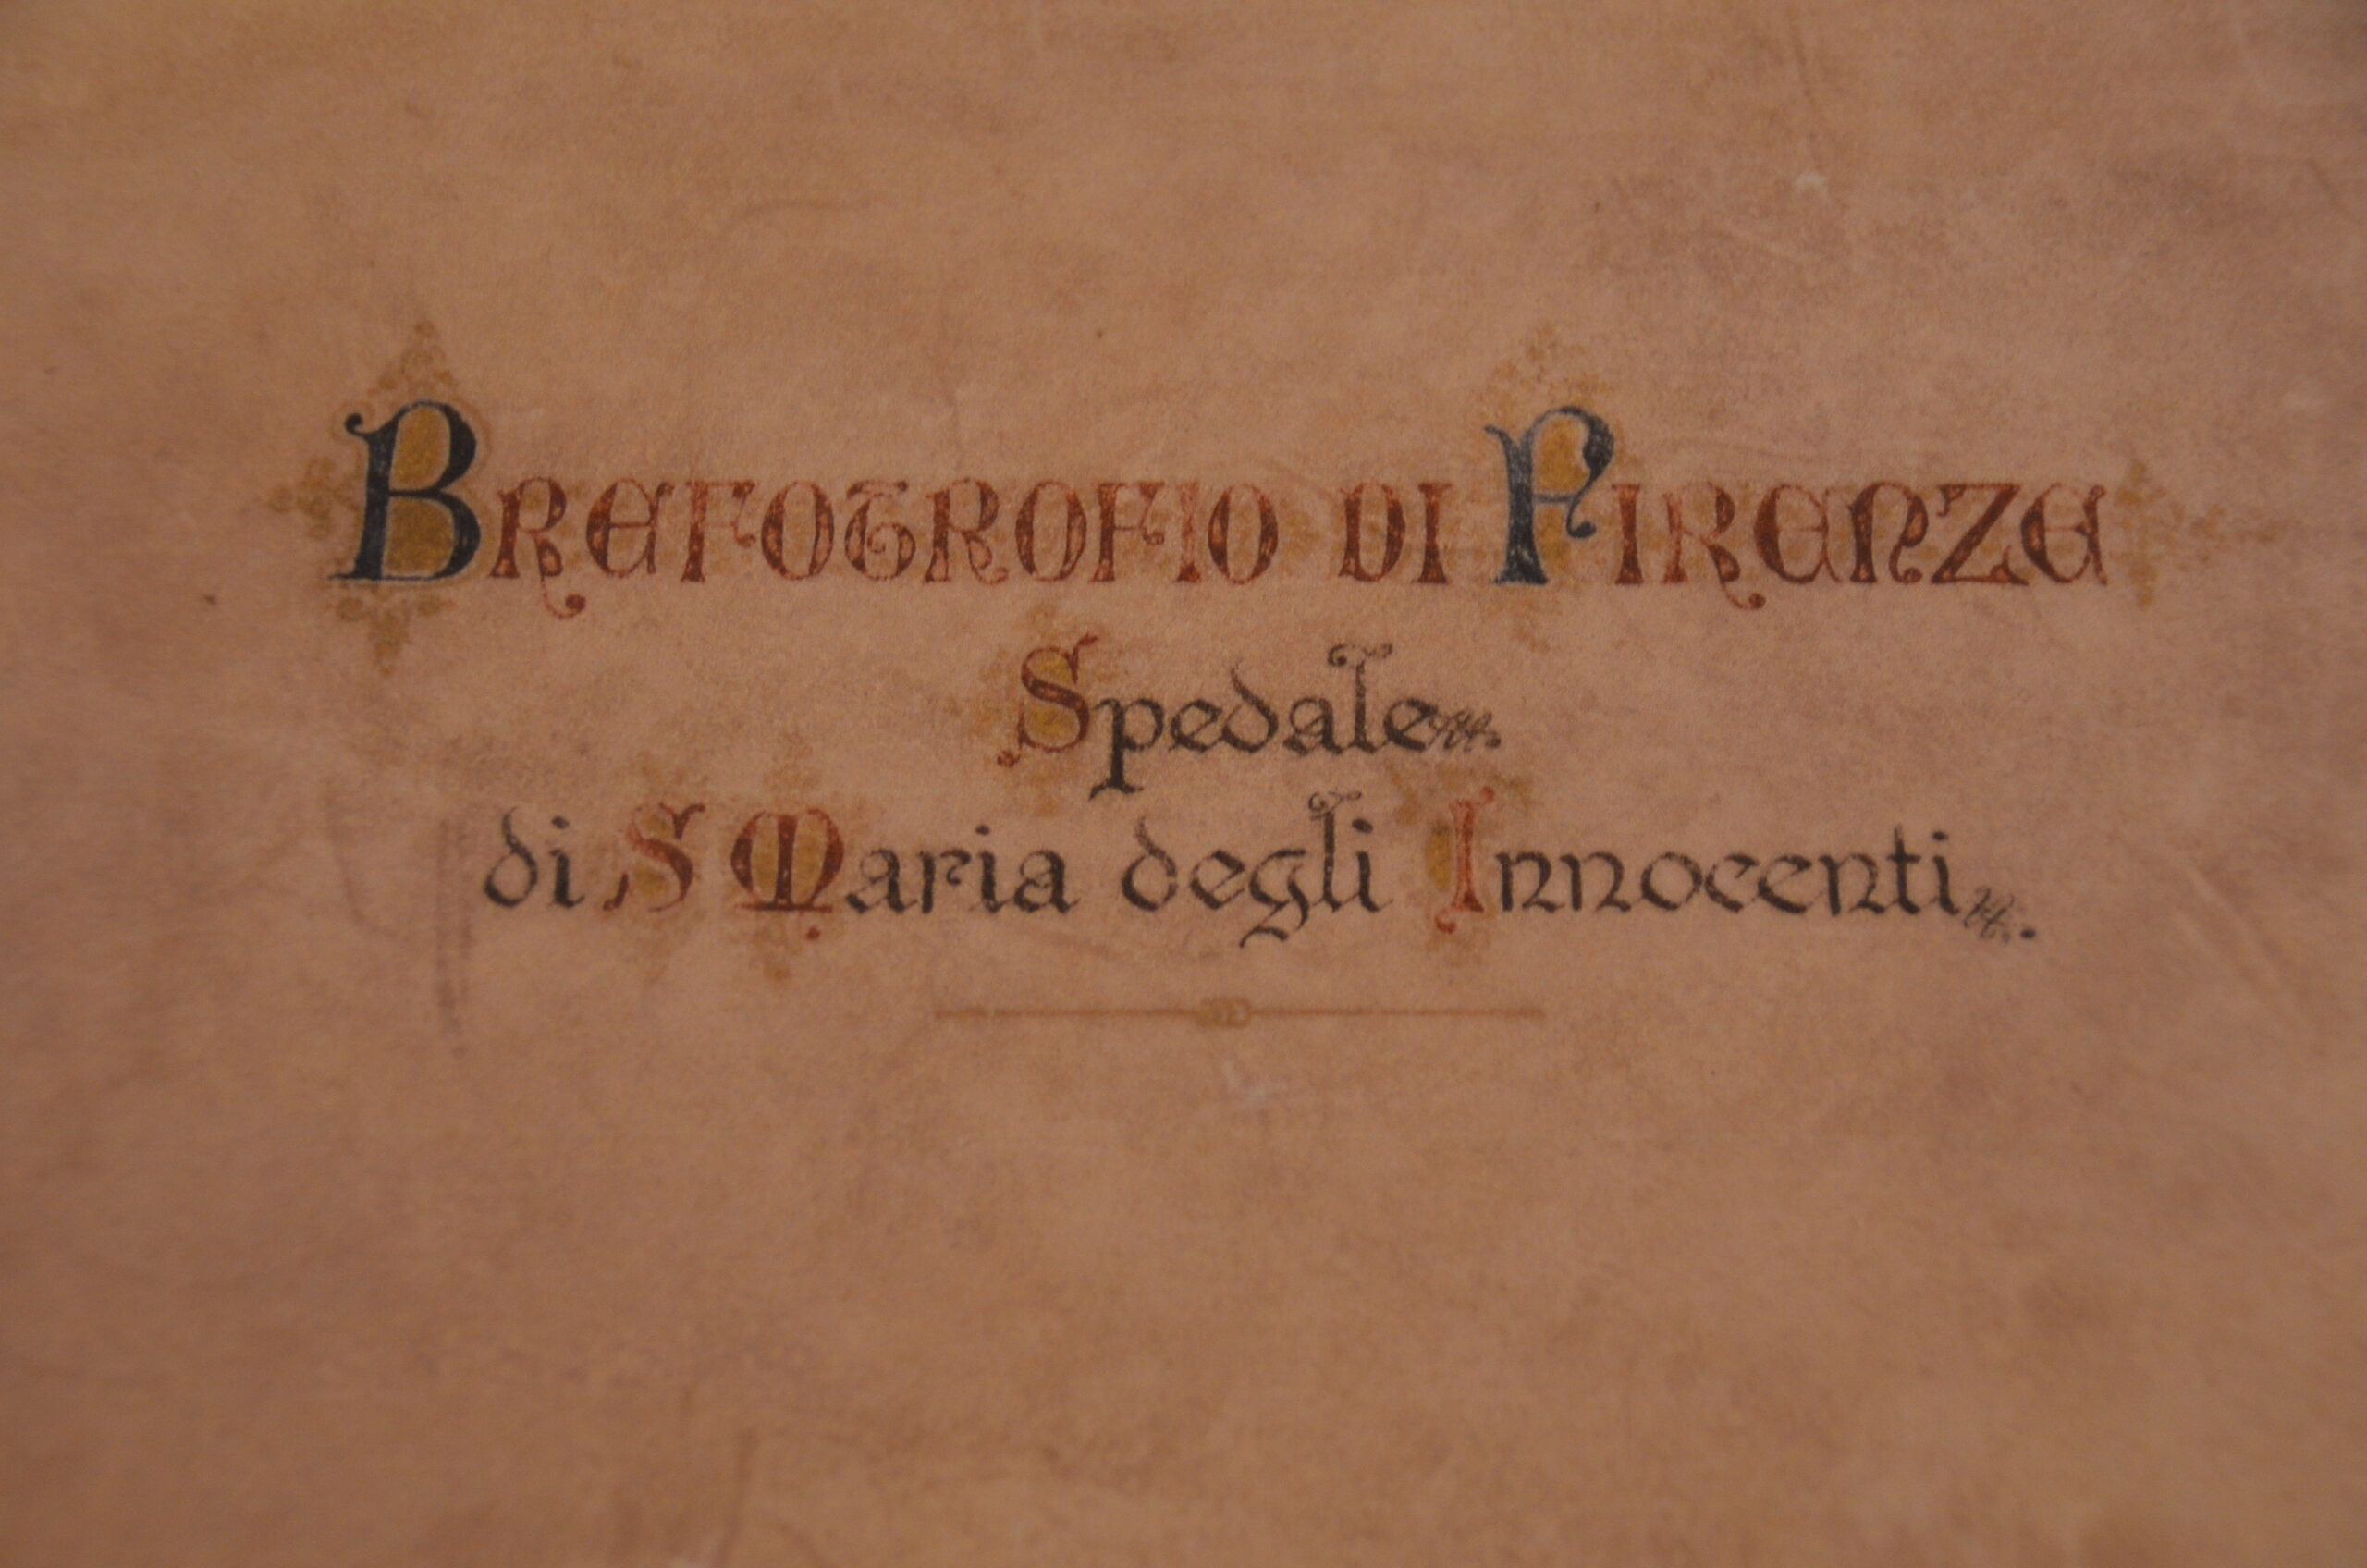 BREFOTROFIO DI FIRENZE
Spedale
di S Maria degli Innocenti